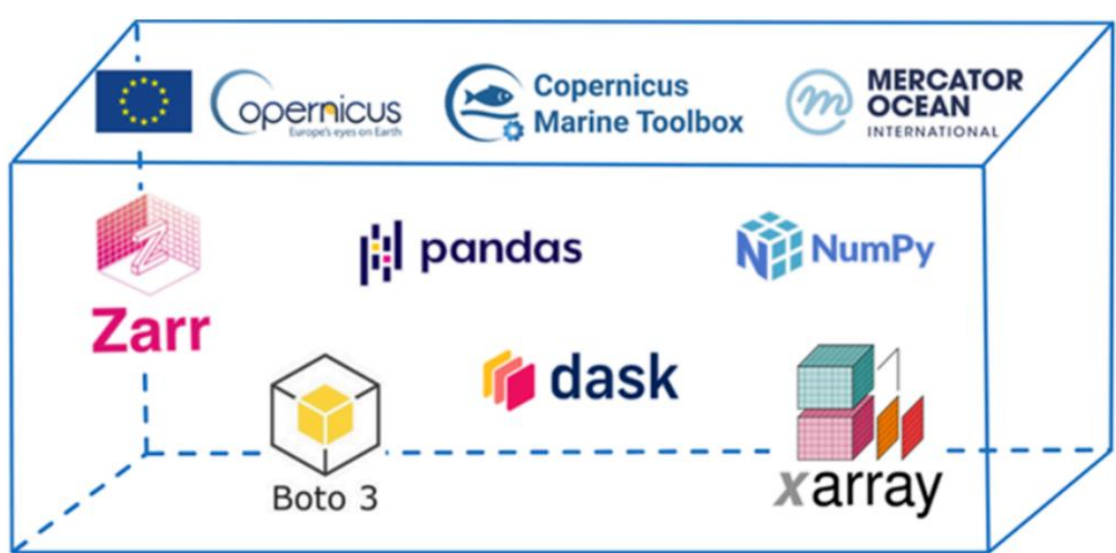 Copernicus
Europe's eyes on Earth
Copernicus
Marine Toolbox
MERCATOR
OCEAN
INTERNATIONAL
Zarr
pandas
NumPy
Boto 3
dask
xarray